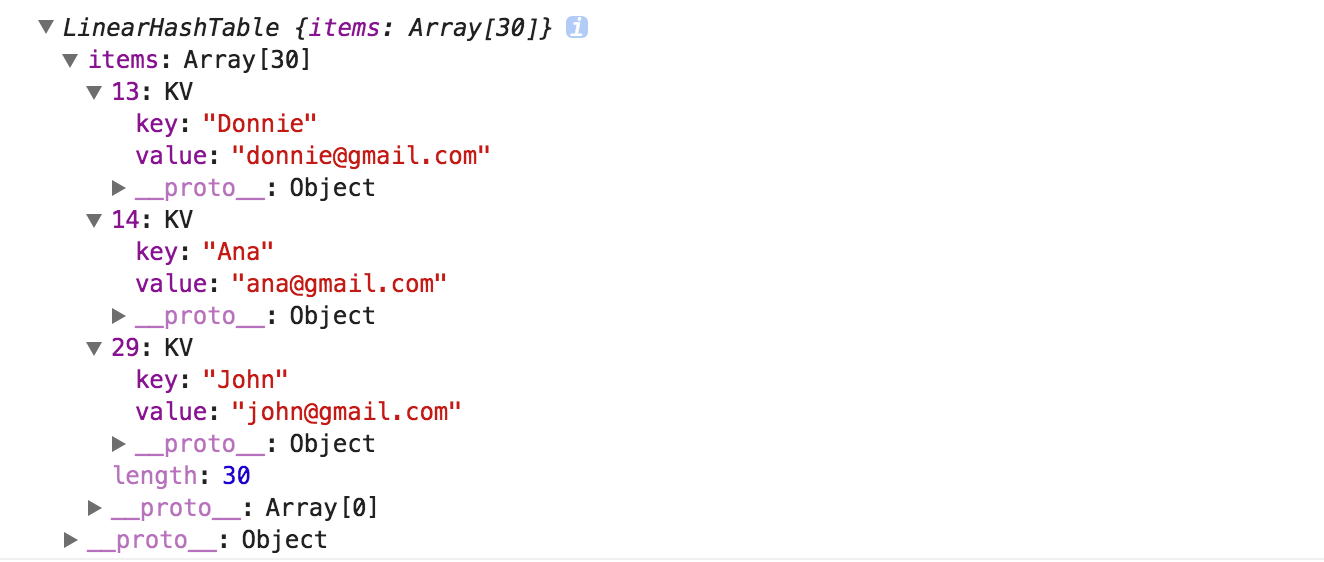 LinearHashTable {items: Array[30]} i
items: Array[30]
13: KV
key: "Donnie"
value: "donnie@gmail.com"
__proto__: Object
14: KV
key: "Ana"
value: "ana@gmail.com"
__proto__: Object
29: KV
key: "John"
value: "john@gmail.com"
__proto__: Object
length: 30
__proto__: Array[0]
__proto__: Object